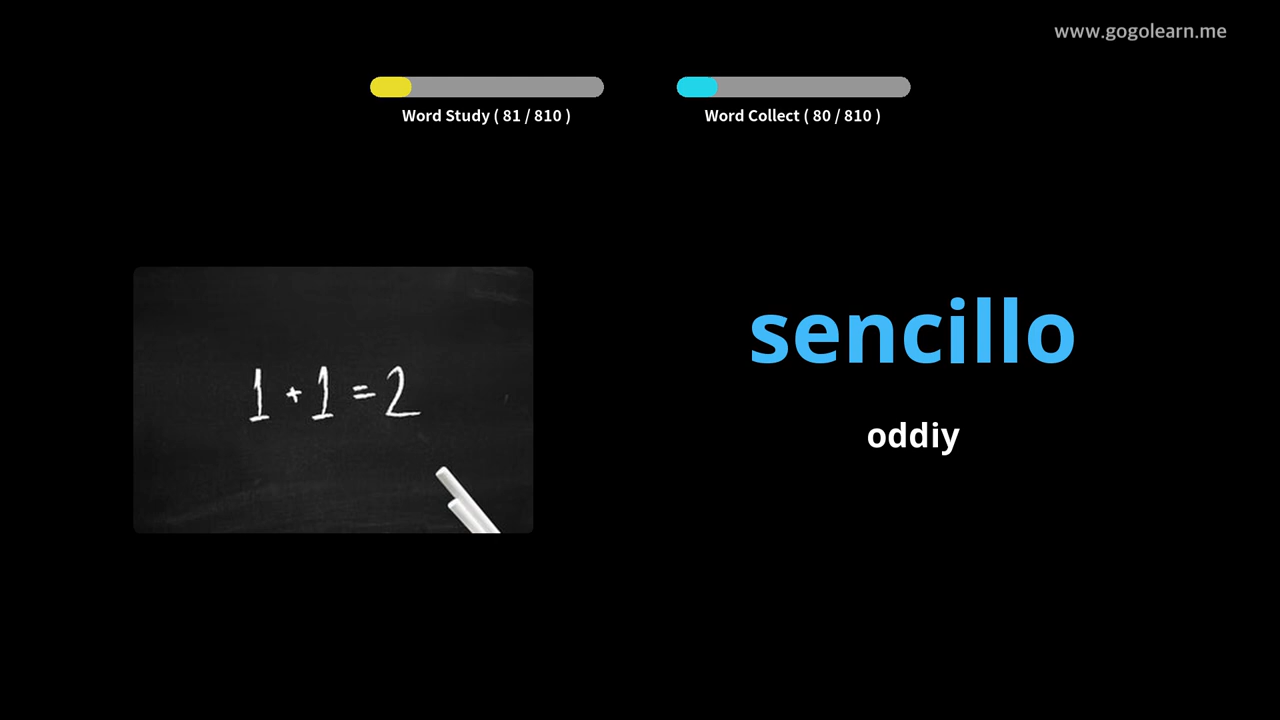 www.gogolearn.me
Word Study ( 81 / 810 )
Word Collect ( 80 / 810 )
1 + 1 = 2
sencillo
oddiy